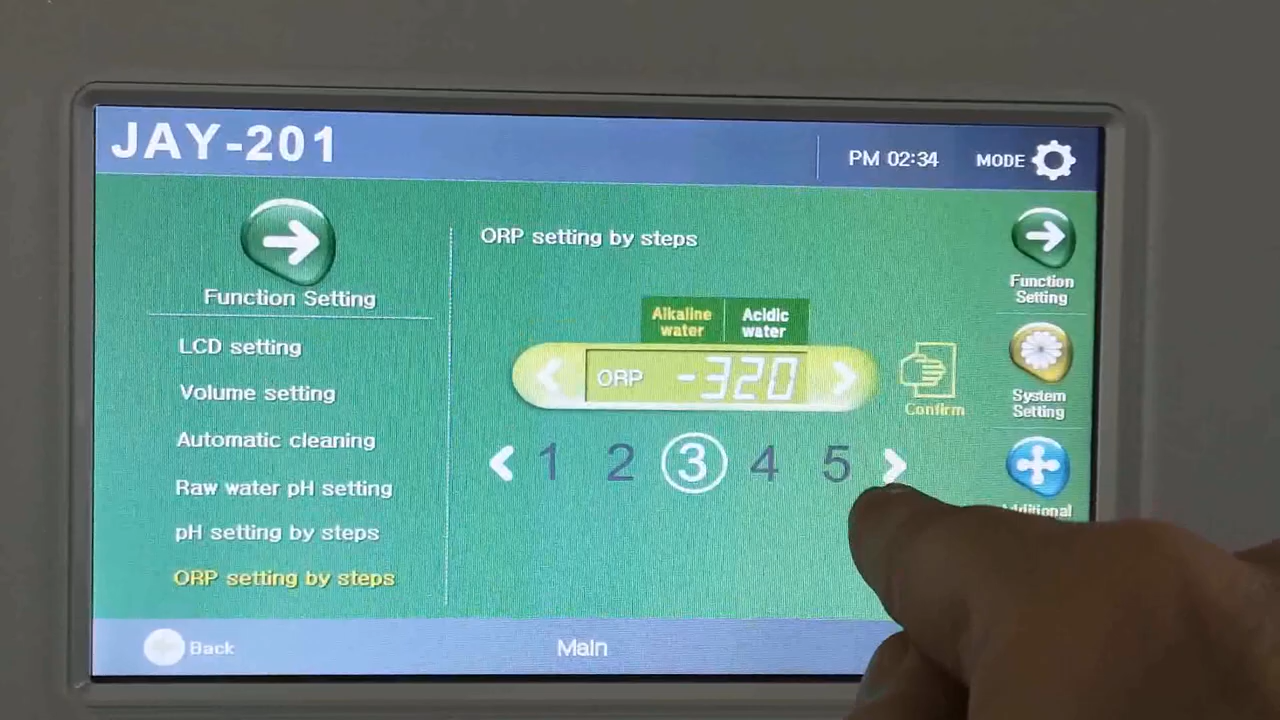 JAY-201
PM 02:34
MODE
Function Setting
LCD setting
Volume setting
Automatic cleaning
Raw water pH setting
pH setting by steps
ORP setting by steps
ORP setting by steps
Alkaline water
Acidic water
ORP -320
Confirm
1 2 3 4 5
Function
Setting
System
Setting
Additional
Back
Main